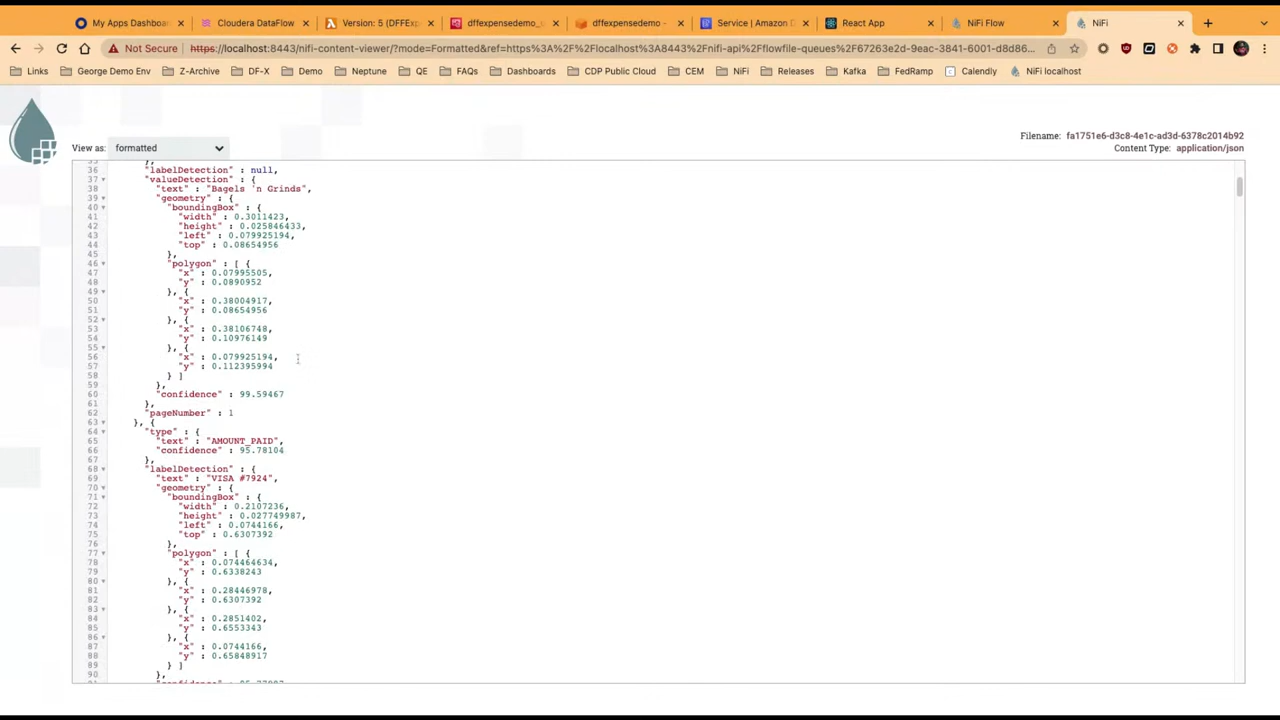 My Apps Dashboar
Cloudera DataFlow
Version: 5 (DFFExp
dffexpensedemo_u
dffexpensedemo -
Service | Amazon D
React App
NiFi Flow
NiFi
Not Secure https://localhost:8443/nifi-content-viewer/?mode=Formatted&ref=https%3A%2F%2Flocalhost%3A8443%2Fnifi-api%2Fflowfile-queues%2F67263e2d-9eac-3841-6001-d8d86...
Links George Demo Env Z-Archive DF-X Demo Neptune QE FAQs Dashboards CDP Public Cloud CEM NiFi Releases Kafka FedRamp Calendly NiFi localhost
Filename: fa1751e6-d3c8-4e1c-ad3d-6378c2014b92
View as: formatted
Content Type: application/json
35 },
36 "labelDetection" : null,
37 "valueDetection" : {
38 "text" : "Bagels 'n Grinds",
39 "geometry" : {
40 "boundingBox" : {
41 "width" : 0.3011423,
42 "height" : 0.025846433,
43 "left" : 0.079925194,
44 "top" : 0.08654956
45 },
46 "polygon" : [ {
47 "x" : 0.07995505,
48 "y" : 0.0890952
49 }, {
50 "x" : 0.38004917,
51 "y" : 0.08654956
52 }, {
53 "x" : 0.38106748,
54 "y" : 0.10976149
55 }, {
56 "x" : 0.079925194,
57 "y" : 0.112395994
58 } ]
59 },
60 "confidence" : 99.59467
61 },
62 "pageNumber" : 1
63 }, {
64 "type" : {
65 "text" : "AMOUNT_PAID",
66 "confidence" : 95.78104
67 },
68 "labelDetection" : {
69 "text" : "VISA #7924",
70 "geometry" : {
71 "boundingBox" : {
72 "width" : 0.2107236,
73 "height" : 0.027749987,
74 "left" : 0.0744166,
75 "top" : 0.6307392
76 },
77 "polygon" : [ {
78 "x" : 0.074464634,
79 "y" : 0.6338243
80 }, {
81 "x" : 0.28446978,
82 "y" : 0.6307392
83 }, {
84 "x" : 0.2851402,
85 "y" : 0.6553343
86 }, {
87 "x" : 0.0744166,
88 "y" : 0.65848917
89 } ]
90 },